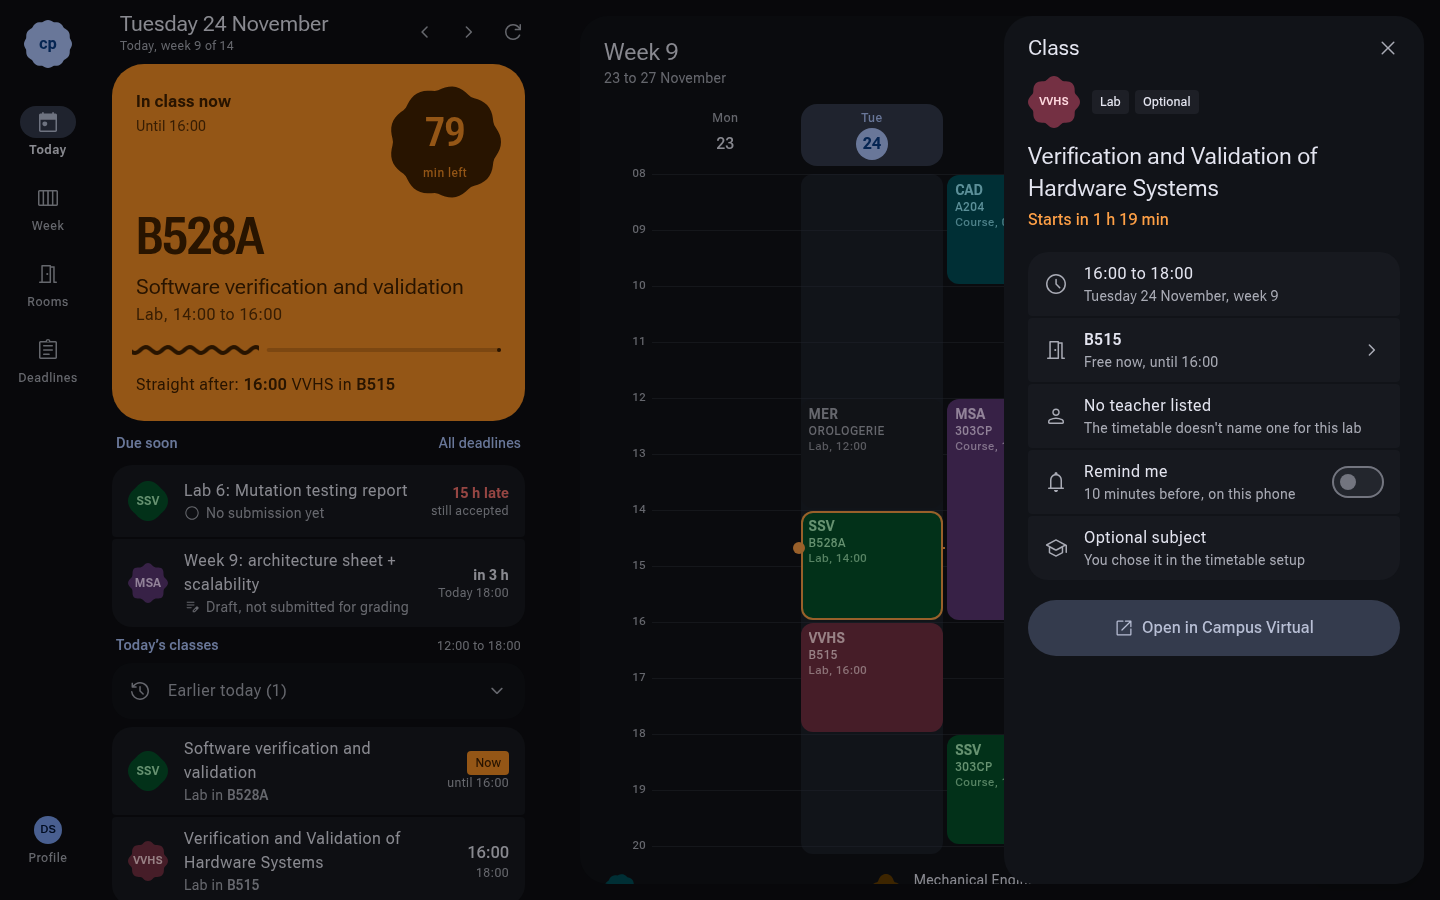 cp
Today
Week
Rooms
Deadlines
DS
Profile
Tuesday 24 November
Today, week 9 of 14
In class now
Until 16:00
79
min left
B528A
Software verification and validation
Lab, 14:00 to 16:00
Straight after: 16:00 VVHS in B515
Due soon
All deadlines
SSV
Lab 6: Mutation testing report
No submission yet
15 h late
still accepted
MSA
Week 9: architecture sheet +
scalability
Draft, not submitted for grading
in 3 h
Today 18:00
Today's classes
12:00 to 18:00
Earlier today (1)
SSV
Software verification and
validation
Lab in B528A
Now
until 16:00
VVHS
Verification and Validation of
Hardware Systems
Lab in B515
16:00
18:00
Week 9
23 to 27 November
Mon
23
Tue
24
08
09
10
11
12
13
14
15
16
17
18
19
20
MER
OROLOGERIE
Lab, 12:00
SSV
B528A
Lab, 14:00
VVHS
B515
Lab, 16:00
CAD
A204
Course,
MSA
303CP
Course,
SSV
303CP
Course,
Mechanical
Class
VVHS
Lab
Optional
Verification and Validation of
Hardware Systems
Starts in 1 h 19 min
16:00 to 18:00
Tuesday 24 November, week 9
B515
Free now, until 16:00
No teacher listed
The timetable doesn't name one for this lab
Remind me
10 minutes before, on this phone
Optional subject
You chose it in the timetable setup
Open in Campus Virtual